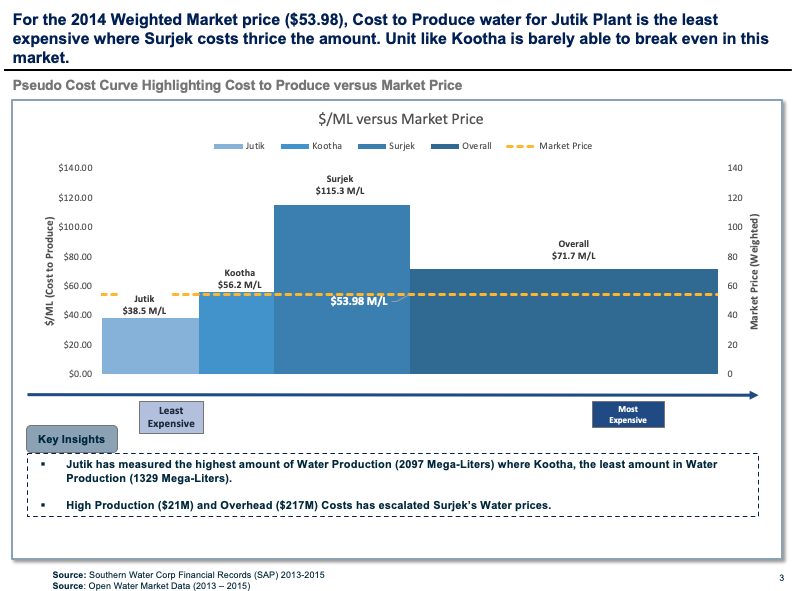 For the 2014 Weighted Market price ($53.98), Cost to Produce water for Jutik Plant is the least
expensive where Surjek costs thrice the amount. Unit like Kootha is barely able to break even in this
market.
Pseudo Cost Curve Highlighting Cost to Produce versus Market Price
$/ML versus Market Price
Jutik Kootha Surjek Overall Market Price
$140.00
$120.00
$100.00
$80.00
$60.00
$40.00
$20.00
$0.00
$/ML (Cost to Produce)
Jutik
$38.5 M/L
Kootha
$56.2 M/L
Surjek
$115.3 M/L
$53.98 M/L
Overall
$71.7 M/L
140
120
100
80
60
40
20
0
Market Price (Weighted)
Least
Expensive
Most
Expensive
Key Insights
▪ Jutik has measured the highest amount of Water Production (2097 Mega-Liters) where Kootha, the least amount in Water
Production (1329 Mega-Liters).
▪ High Production ($21M) and Overhead ($217M) Costs has escalated Surjek's Water prices.
Source: Southern Water Corp Financial Records (SAP) 2013-2015
Source: Open Water Market Data (2013 – 2015)
3